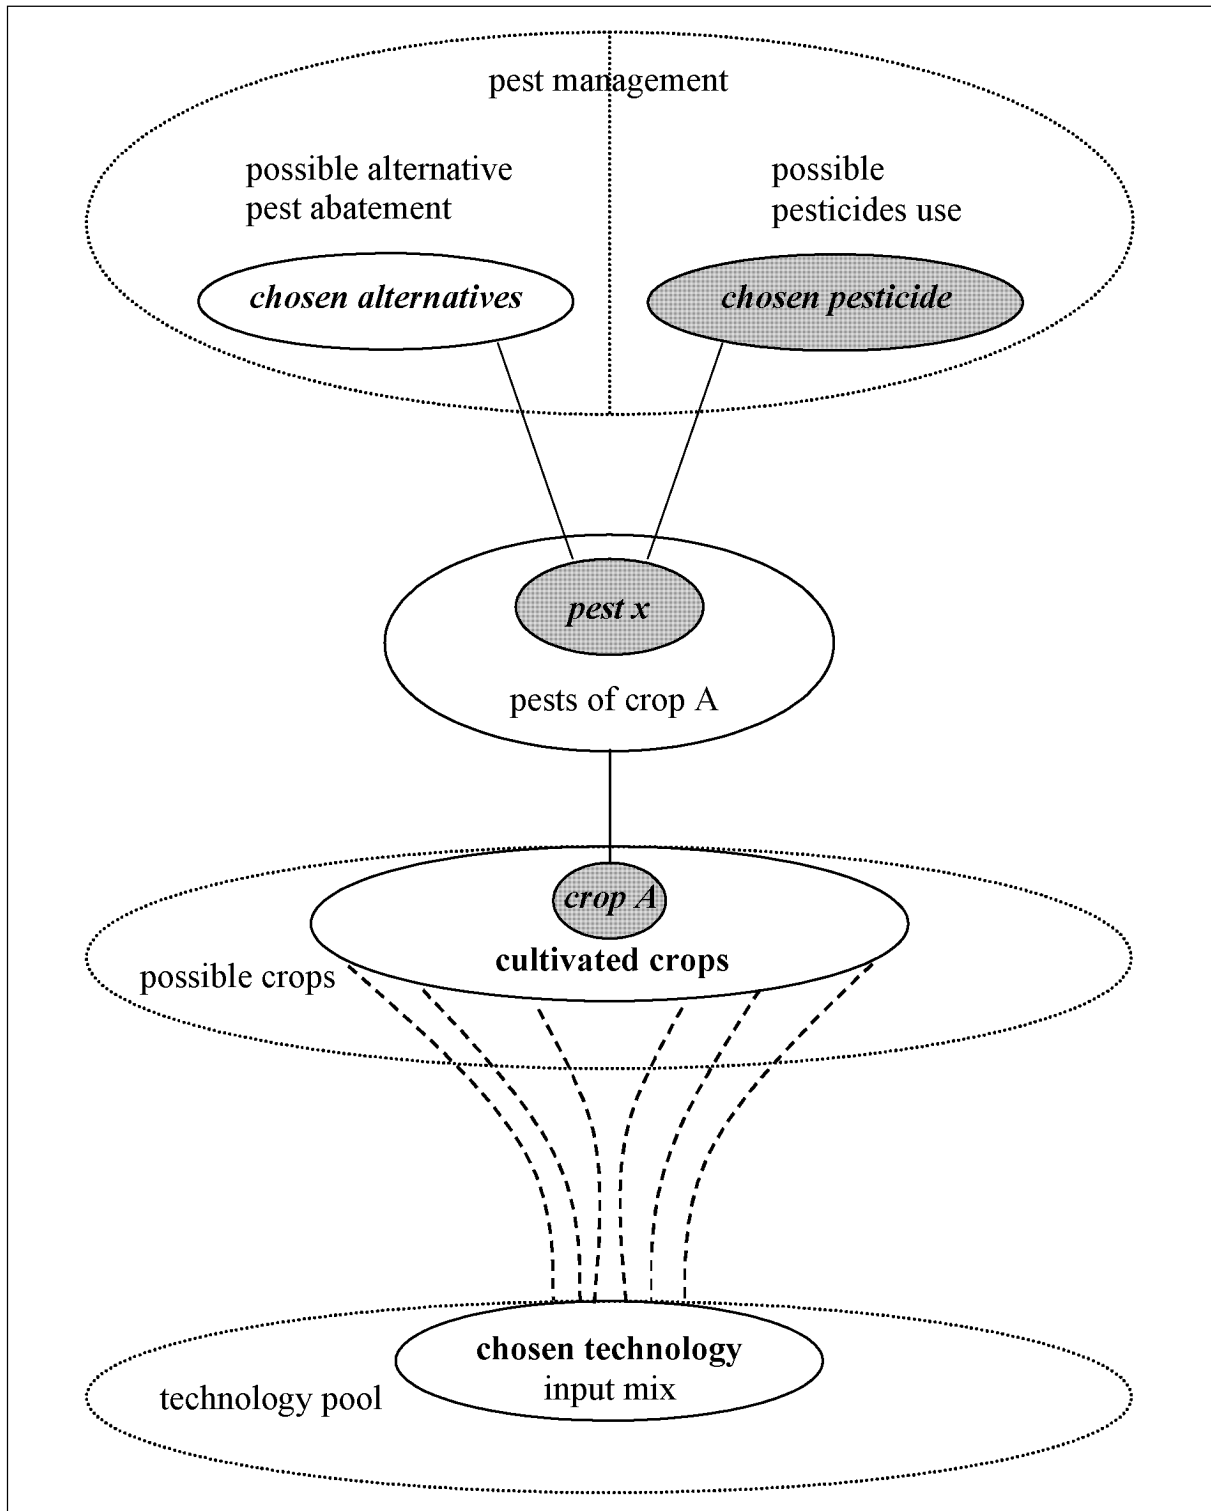 pest management
possible alternative
pest abatement
possible
pesticides use
chosen alternatives
chosen pesticide
pest x
pests of crop A
crop A
cultivated crops
possible crops
chosen technology
input mix
technology pool